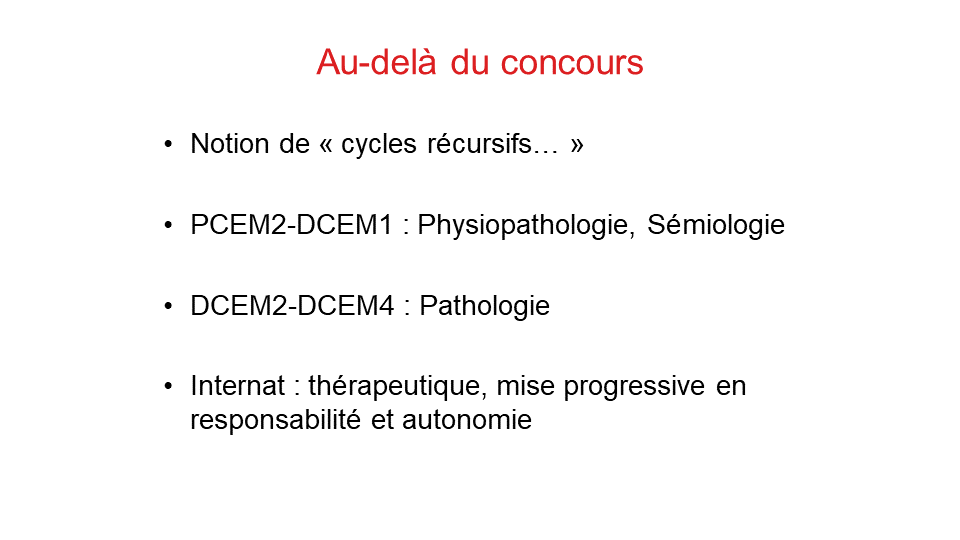 Au-delà du concours
• Notion de « cycles récursifs… »
• PCEM2-DCEM1 : Physiopathologie, Sémiologie
• DCEM2-DCEM4 : Pathologie
• Internat : thérapeutique, mise progressive en
responsabilité et autonomie